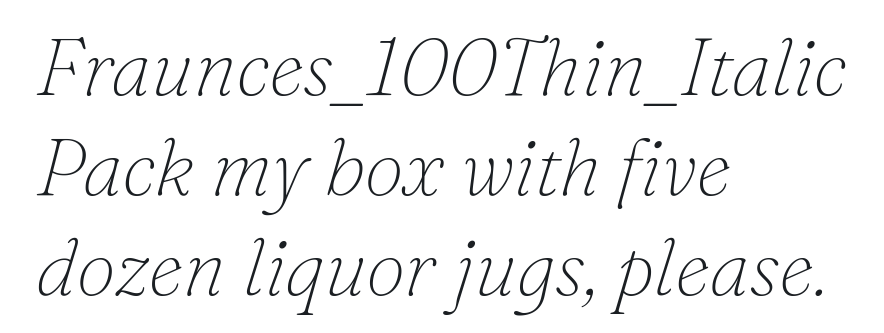 Fraunces_100Thin_Italic
Pack my box with five
dozen liquor jugs, please.